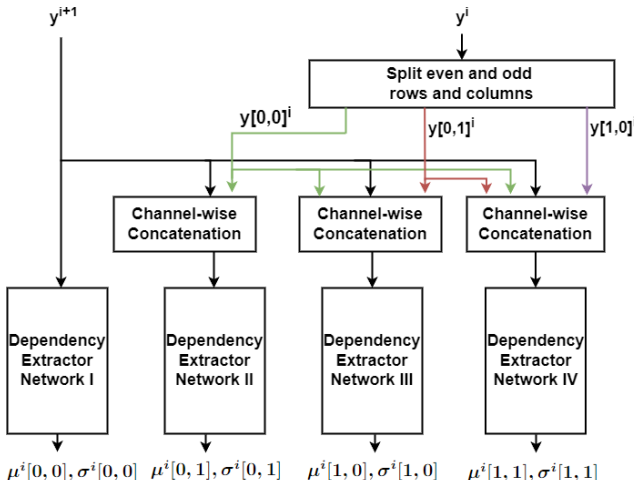 y^{i+1}
y^i
Split even and odd
rows and columns
y[0,0]^i
y[0,1]^i
y[1,0]^i
Channel-wise
Concatenation
Channel-wise
Concatenation
Channel-wise
Concatenation
Dependency
Extractor
Network I
Dependency
Extractor
Network II
Dependency
Extractor
Network III
Dependency
Extractor
Network IV
μ^i[0, 0], σ^i[0, 0]
μ^i[0, 1], σ^i[0, 1]
μ^i[1, 0], σ^i[1, 0]
μ^i[1, 1], σ^i[1, 1]